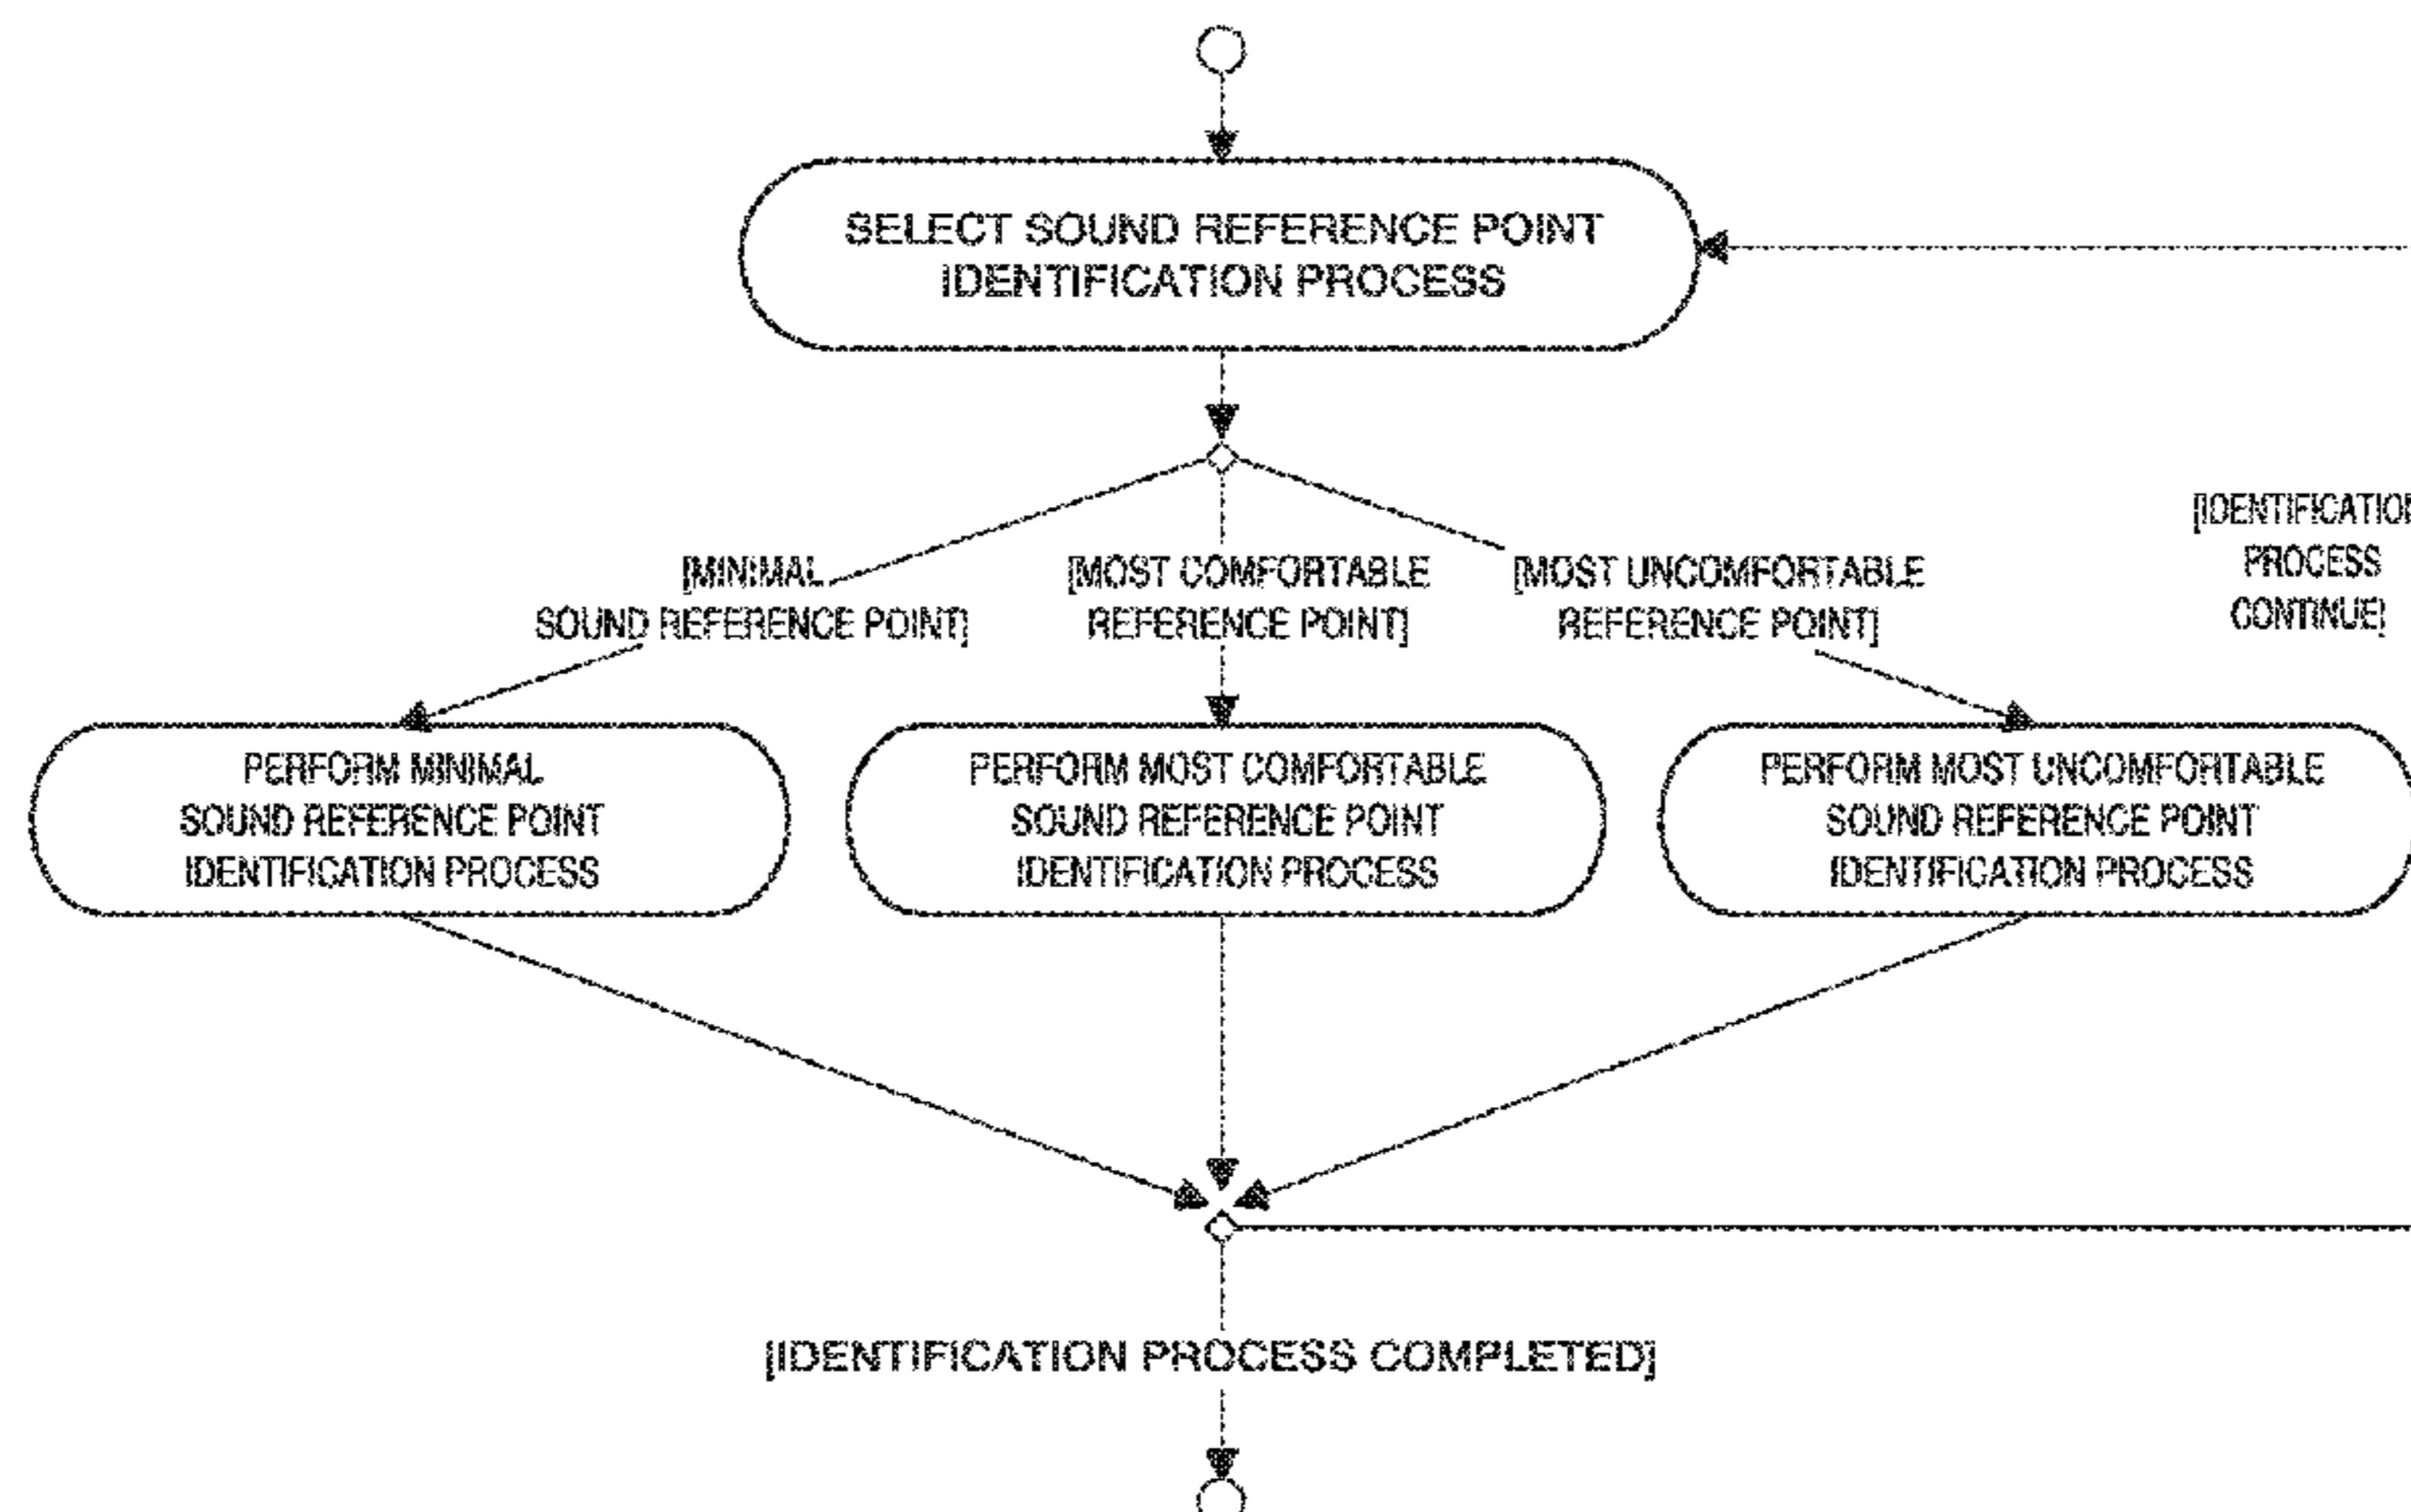 SELECT SOUND REFERENCE POINT
IDENTIFICATION PROCESS
[MINIMAL
SOUND REFERENCE POINT]
[MOST COMFORTABLE
REFERENCE POINT]
[MOST UNCOMFORTABLE
REFERENCE POINT]
[IDENTIFICATION
PROCESS
CONTINUE]
PERFORM MINIMAL
SOUND REFERENCE POINT
IDENTIFICATION PROCESS
PERFORM MOST COMFORTABLE
SOUND REFERENCE POINT
IDENTIFICATION PROCESS
PERFORM MOST UNCOMFORTABLE
SOUND REFERENCE POINT
IDENTIFICATION PROCESS
[IDENTIFICATION PROCESS COMPLETED]